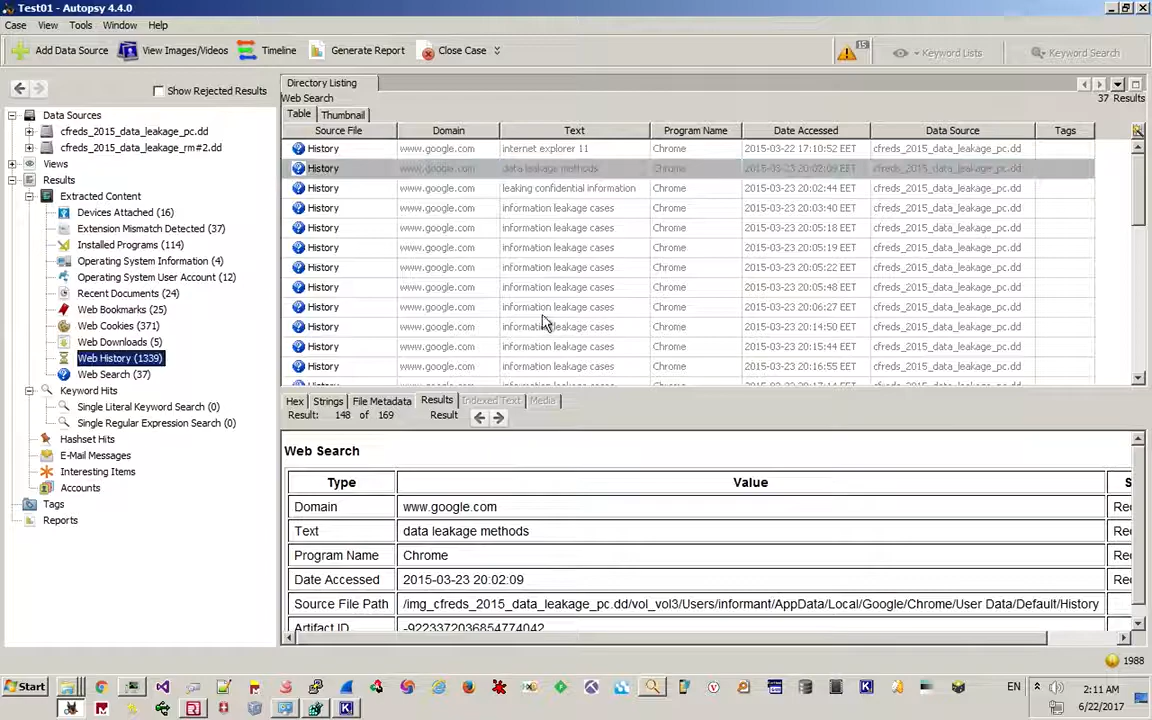 Test01 - Autopsy 4.4.0
Case View Tools Window Help
Add Data Source View Images/Videos Timeline Generate Report Close Case 15 Keyword Lists Keyword Search
Show Rejected Results
Directory Listing
Web Search 37 Results
Table Thumbnail
Source File Domain Text Program Name Date Accessed Data Source Tags
History www.google.com internet explorer 11 Chrome 2015-03-22 17:10:52 EET cfreds_2015_data_leakage_pc.dd
History www.google.com data leakage methods Chrome 2015-03-23 20:02:09 EET cfreds_2015_data_leakage_pc.dd
History www.google.com leaking confidential information Chrome 2015-03-23 20:02:44 EET cfreds_2015_data_leakage_pc.dd
History www.google.com information leakage cases Chrome 2015-03-23 20:03:40 EET cfreds_2015_data_leakage_pc.dd
History www.google.com information leakage cases Chrome 2015-03-23 20:05:18 EET cfreds_2015_data_leakage_pc.dd
History www.google.com information leakage cases Chrome 2015-03-23 20:05:19 EET cfreds_2015_data_leakage_pc.dd
History www.google.com information leakage cases Chrome 2015-03-23 20:05:22 EET cfreds_2015_data_leakage_pc.dd
History www.google.com information leakage cases Chrome 2015-03-23 20:05:48 EET cfreds_2015_data_leakage_pc.dd
History www.google.com information leakage cases Chrome 2015-03-23 20:06:27 EET cfreds_2015_data_leakage_pc.dd
History www.google.com information leakage cases Chrome 2015-03-23 20:14:50 EET cfreds_2015_data_leakage_pc.dd
History www.google.com information leakage cases Chrome 2015-03-23 20:15:44 EET cfreds_2015_data_leakage_pc.dd
History www.google.com information leakage cases Chrome 2015-03-23 20:16:55 EET cfreds_2015_data_leakage_pc.dd
Data Sources
cfreds_2015_data_leakage_pc.dd
cfreds_2015_data_leakage_rm#2.dd
Views
Results
Extracted Content
Devices Attached (16)
Extension Mismatch Detected (37)
Installed Programs (114)
Operating System Information (4)
Operating System User Account (12)
Recent Documents (24)
Web Bookmarks (25)
Web Cookies (371)
Web Downloads (5)
Web History (1339)
Web Search (37)
Keyword Hits
Single Literal Keyword Search (0)
Single Regular Expression Search (0)
Hashset Hits
E-Mail Messages
Interesting Items
Accounts
Tags
Reports
Hex Strings File Metadata Results Indexed Text Media
Result: 148 of 169 Result
Web Search
Type Value S
Domain www.google.com Re
Text data leakage methods Re
Program Name Chrome Re
Date Accessed 2015-03-23 20:02:09 Re
Source File Path /img_cfreds_2015_data_leakage_pc.dd/vol_vol3/Users/informant/AppData/Local/Google/Chrome/User Data/Default/History
Artifact ID -9223372036854774042
1988
Start EN 2:11 AM
6/22/2017